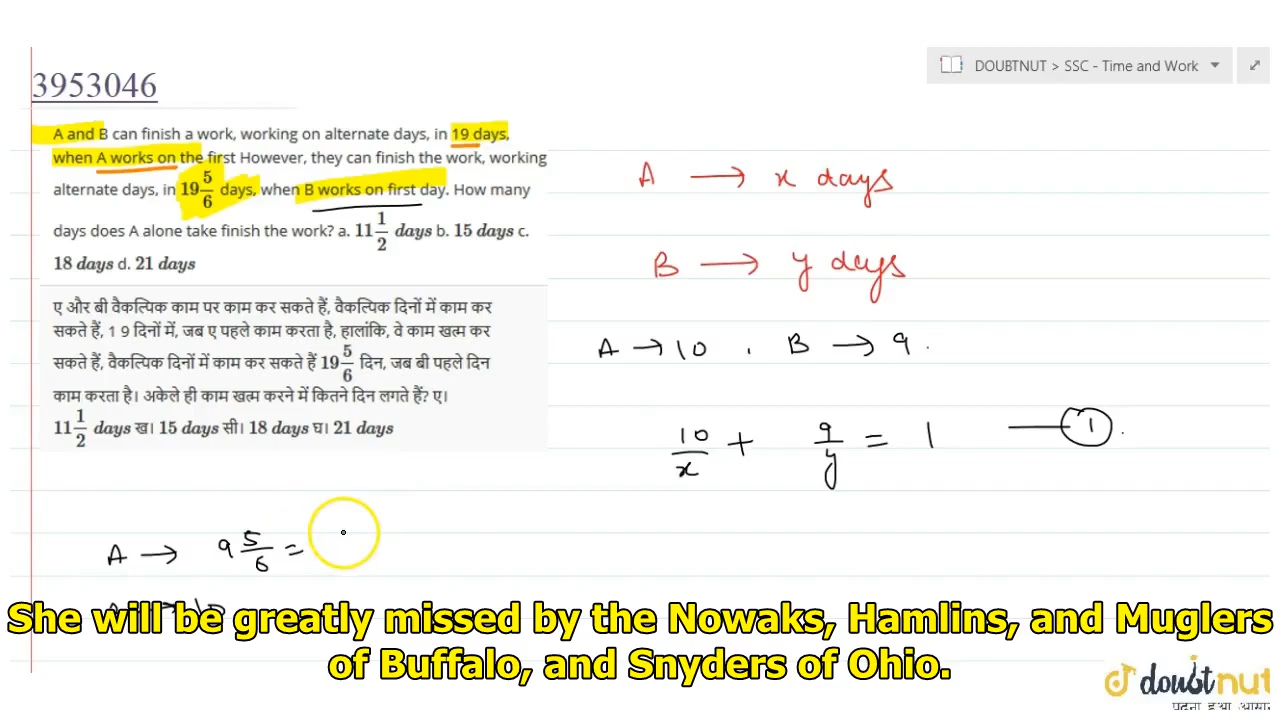 3953046
DOUBTNUT > SSC - Time and Work
A and B can finish a work, working on alternate days, in 19 days,
when A works on the first However, they can finish the work, working
alternate days, in 19 5/6 days, when B works on first day. How many
days does A alone take finish the work? a. 11 1/2 days b. 15 days c.
18 days d. 21 days
ए और बी वैकल्पिक काम पर काम कर सकते हैं, वैकल्पिक दिनों में काम कर
सकते हैं, 1 9 दिनों में, जब ए पहले काम करता है, हालांकि, वे काम खत्म कर
सकते हैं, वैकल्पिक दिनों में काम कर सकते हैं 19 5/6 दिन, जब बी पहले दिन
काम करता है। अकेले ही काम खत्म करने में कितने दिन लगते हैं? ए।
11 1/2 days ख। 15 days सी। 18 days घ। 21 days
A → x days
B → y days
A → 10 , B → 9 .
10/x + 9/y = 1 — 1 .
A → 9 5/6 =
→ 10
She will be greatly missed by the Nowaks, Hamlins, and Muglers
of Buffalo, and Snyders of Ohio.
doubtnut
पढ़ना हुआ आसान